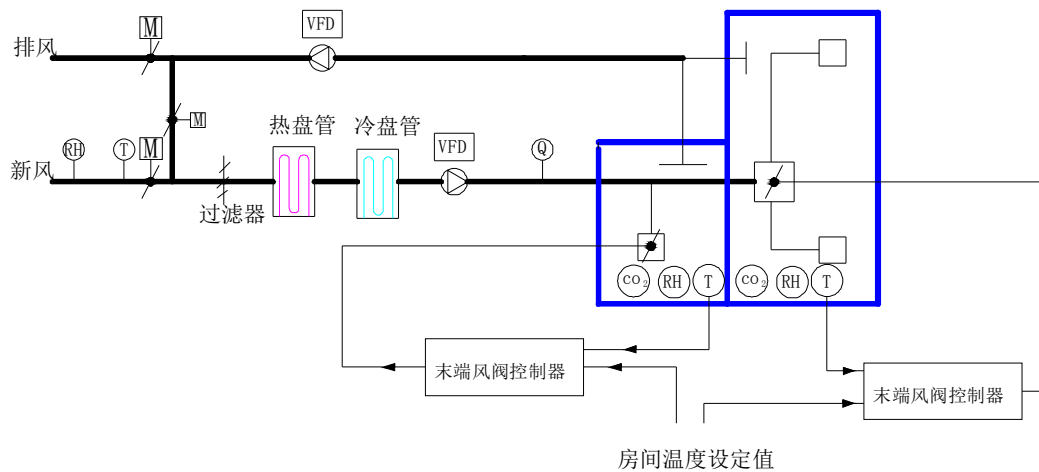 VFD
M
排风
M
热盘管
冷盘管
VFD
RH
T
M
Q
新风
过滤器
CO₂
RH
T
CO₂
RH
T
末端风阀控制器
末端风阀控制器
房间温度设定值